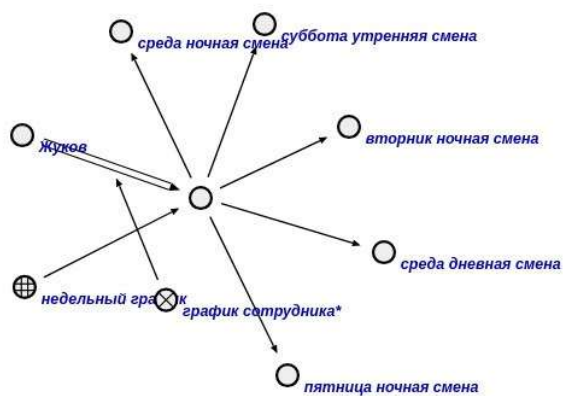 среда ночная смена
суббота утренняя смена
Жуков
вторник ночная смена
среда дневная смена
недельный график
график сотрудника*
пятница ночная смена